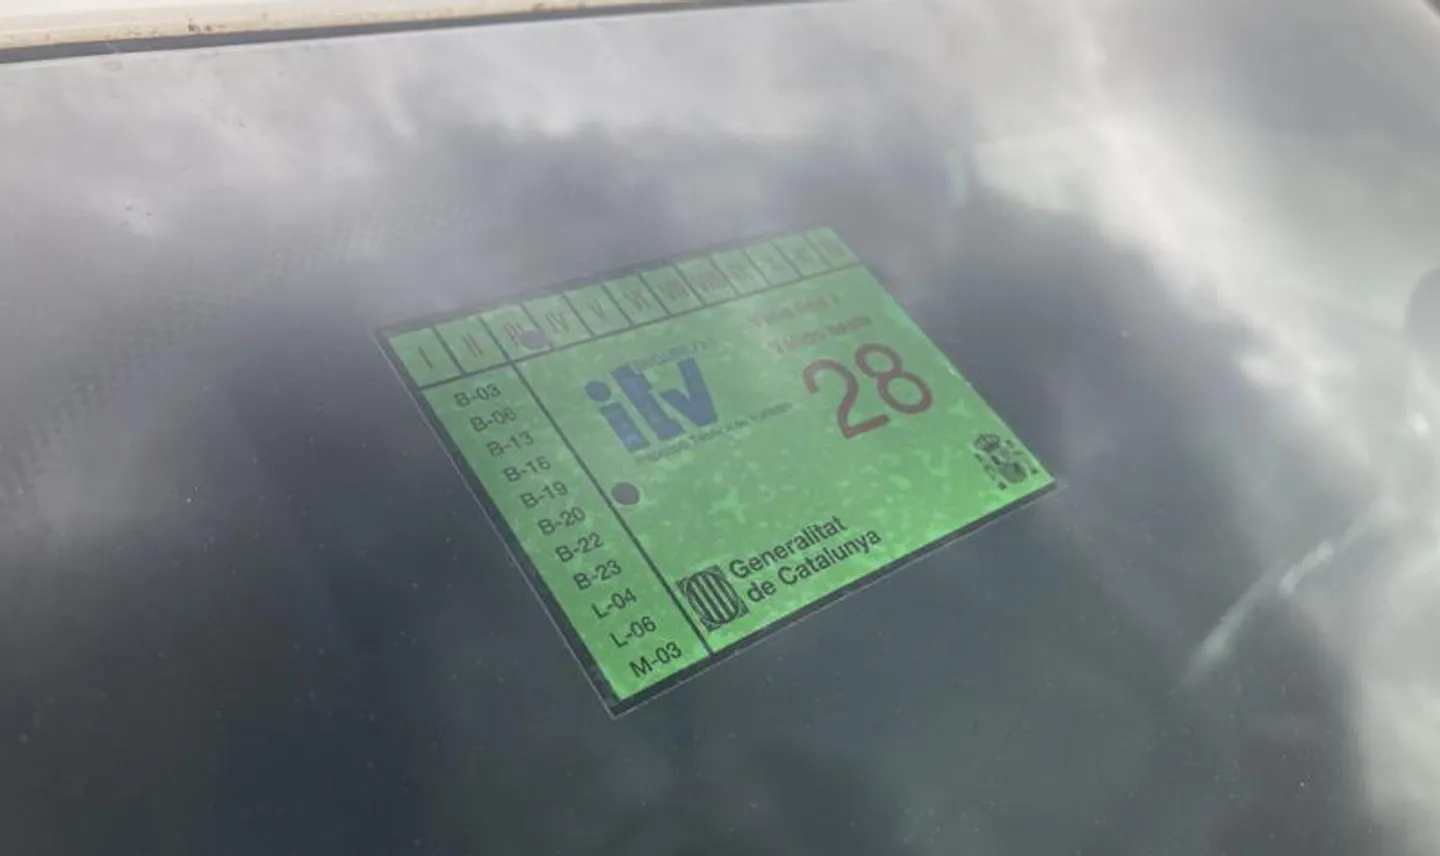 I II III IV V VI VII VIII IX X XI XII
itv
28
B-03
B-06
B-13
B-16
B-19
B-20
B-22
B-23
L-04
L-06
M-03
Generalitat
de Catalunya